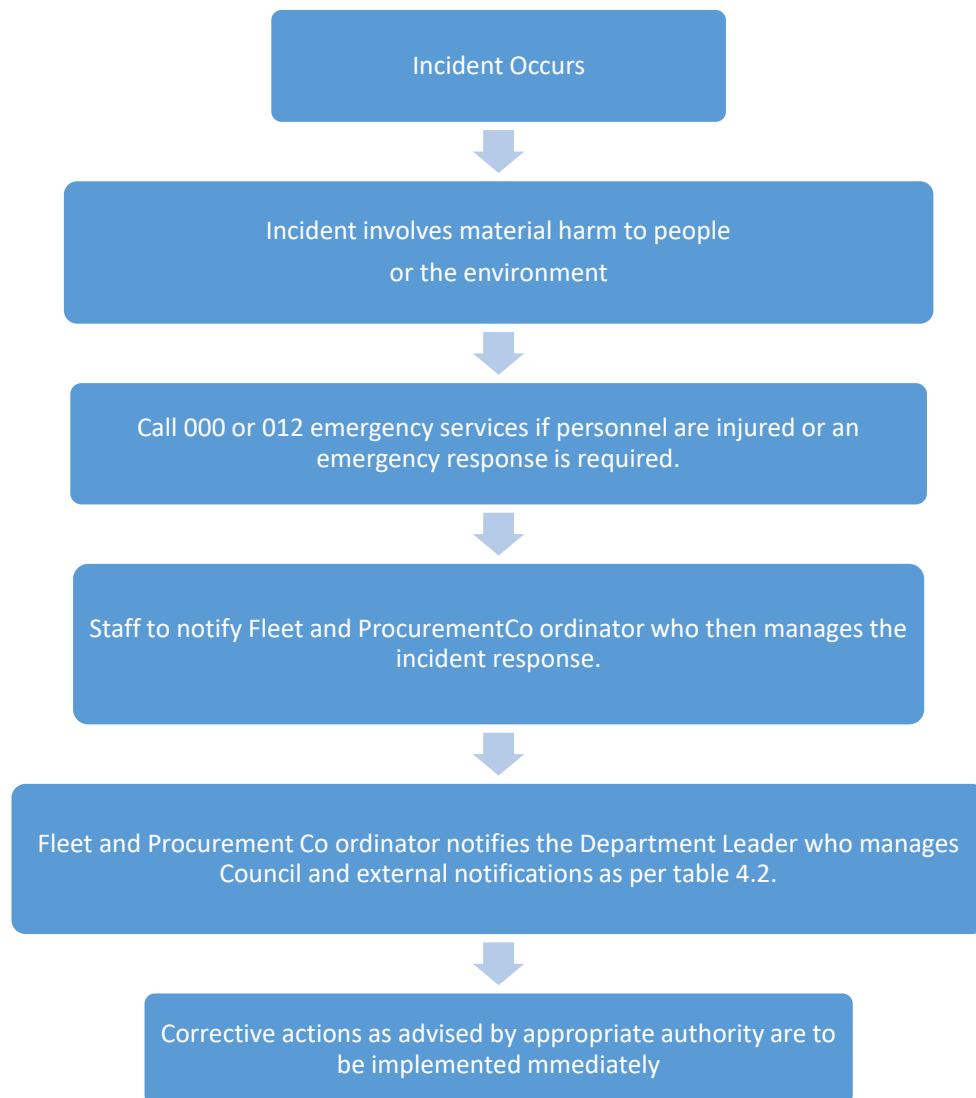 Incident Occurs
Incident involves material harm to people
or the environment
Call 000 or 012 emergency services if personnel are injured or an
emergency response is required.
Staff to notify Fleet and ProcurementCo ordinator who then manages the
incident response.
Fleet and Procurement Co ordinator notifies the Department Leader who manages
Council and external notifications as per table 4.2.
Corrective actions as advised by appropriate authority are to
be implemented mmediately